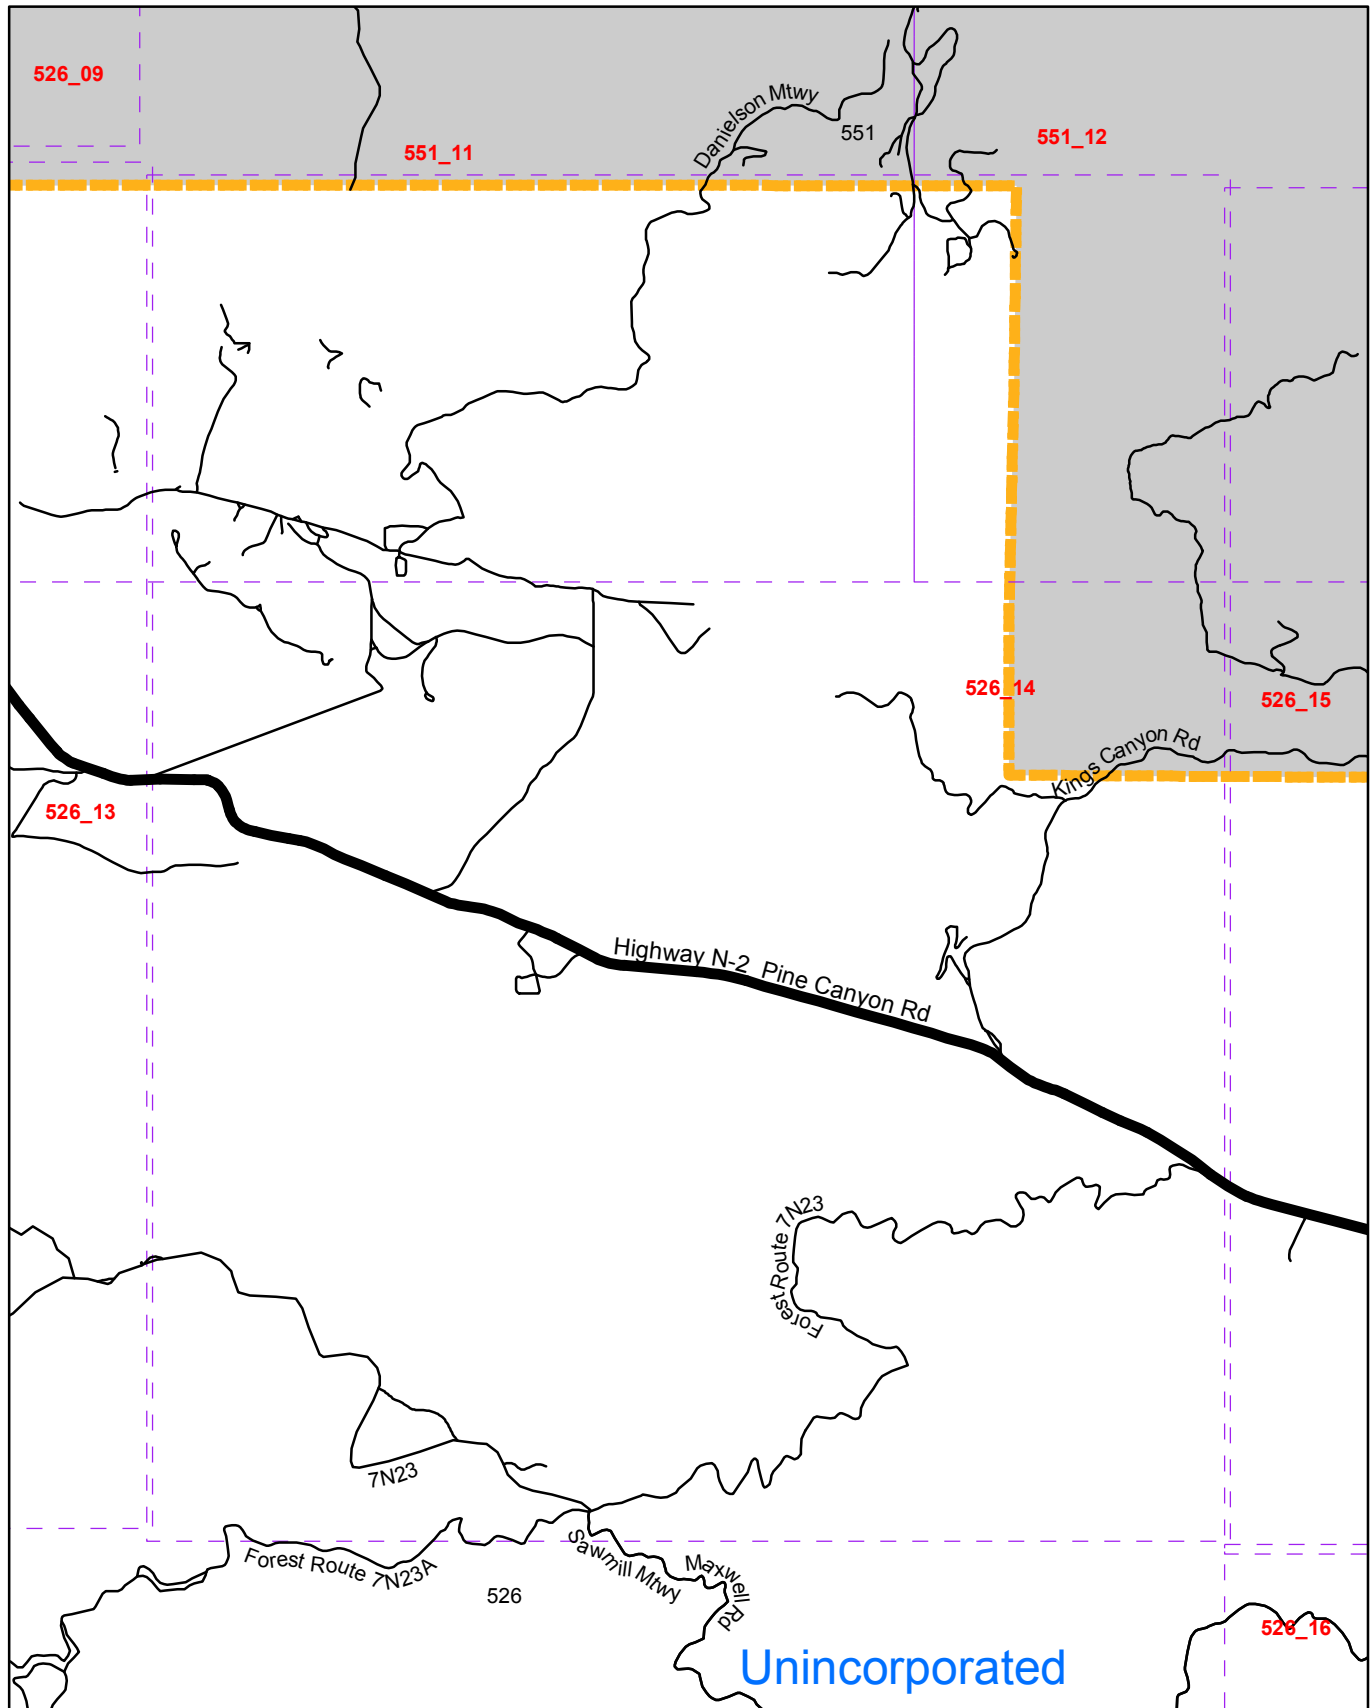 526_09
Danielson Mtwy
551
551_11
551_12
526_14
526_15
Kings Canyon Rd
526_13
Highway N-2 Pine Canyon Rd
Forest Route 7N23
7N23
Forest Route 7N23A
Sawmill Mtwy
Maxwell Rd
526
526_16
Unincorporated